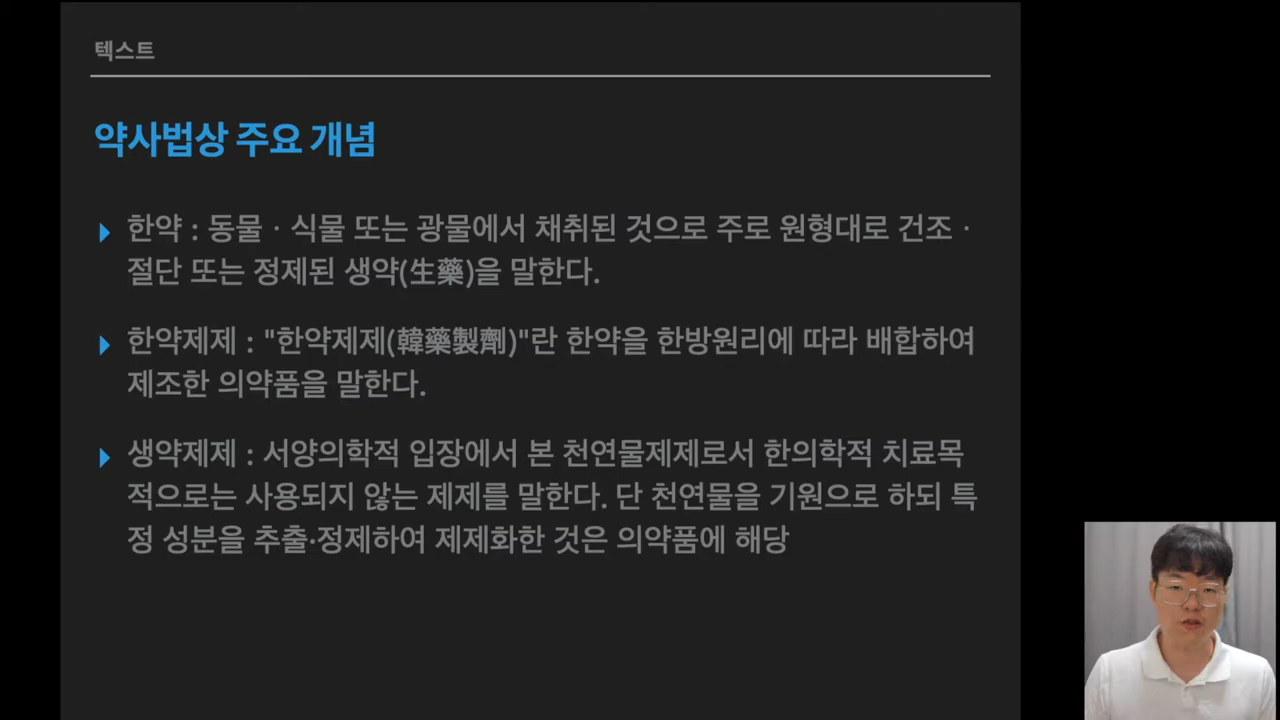 텍스트
약사법상 주요 개념
한약 : 동물 · 식물 또는 광물에서 채취된 것으로 주로 원형대로 건조 ·
절단 또는 정제된 생약(生藥)을 말한다.
한약제제 : "한약제제(韓藥製劑)"란 한약을 한방원리에 따라 배합하여
제조한 의약품을 말한다.
생약제제 : 서양의학적 입장에서 본 천연물제제로서 한의학적 치료목
적으로는 사용되지 않는 제제를 말한다. 단 천연물을 기원으로 하되 특
정 성분을 추출·정제하여 제제화한 것은 의약품에 해당